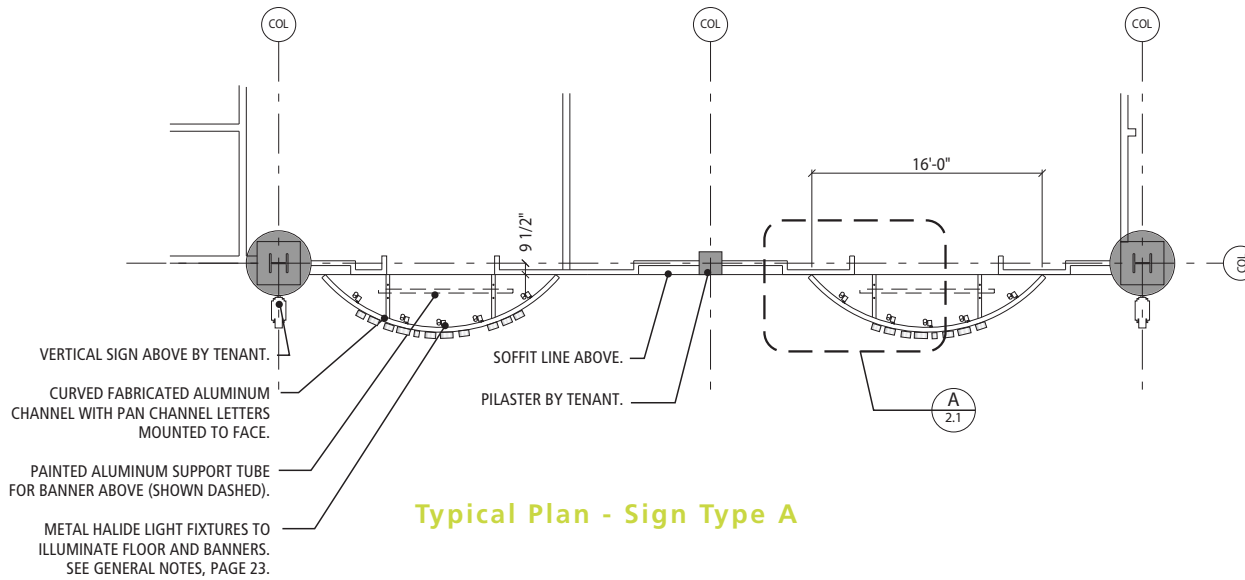 COL
COL
COL
16'-0"
9 1/2"
COL
VERTICAL SIGN ABOVE BY TENANT.
SOFFIT LINE ABOVE.
CURVED FABRICATED ALUMINUM
CHANNEL WITH PAN CHANNEL LETTERS
MOUNTED TO FACE.
PILASTER BY TENANT.
A
2.1
PAINTED ALUMINUM SUPPORT TUBE
FOR BANNER ABOVE (SHOWN DASHED).
METAL HALIDE LIGHT FIXTURES TO
ILLUMINATE FLOOR AND BANNERS.
SEE GENERAL NOTES, PAGE 23.
Typical Plan - Sign Type A